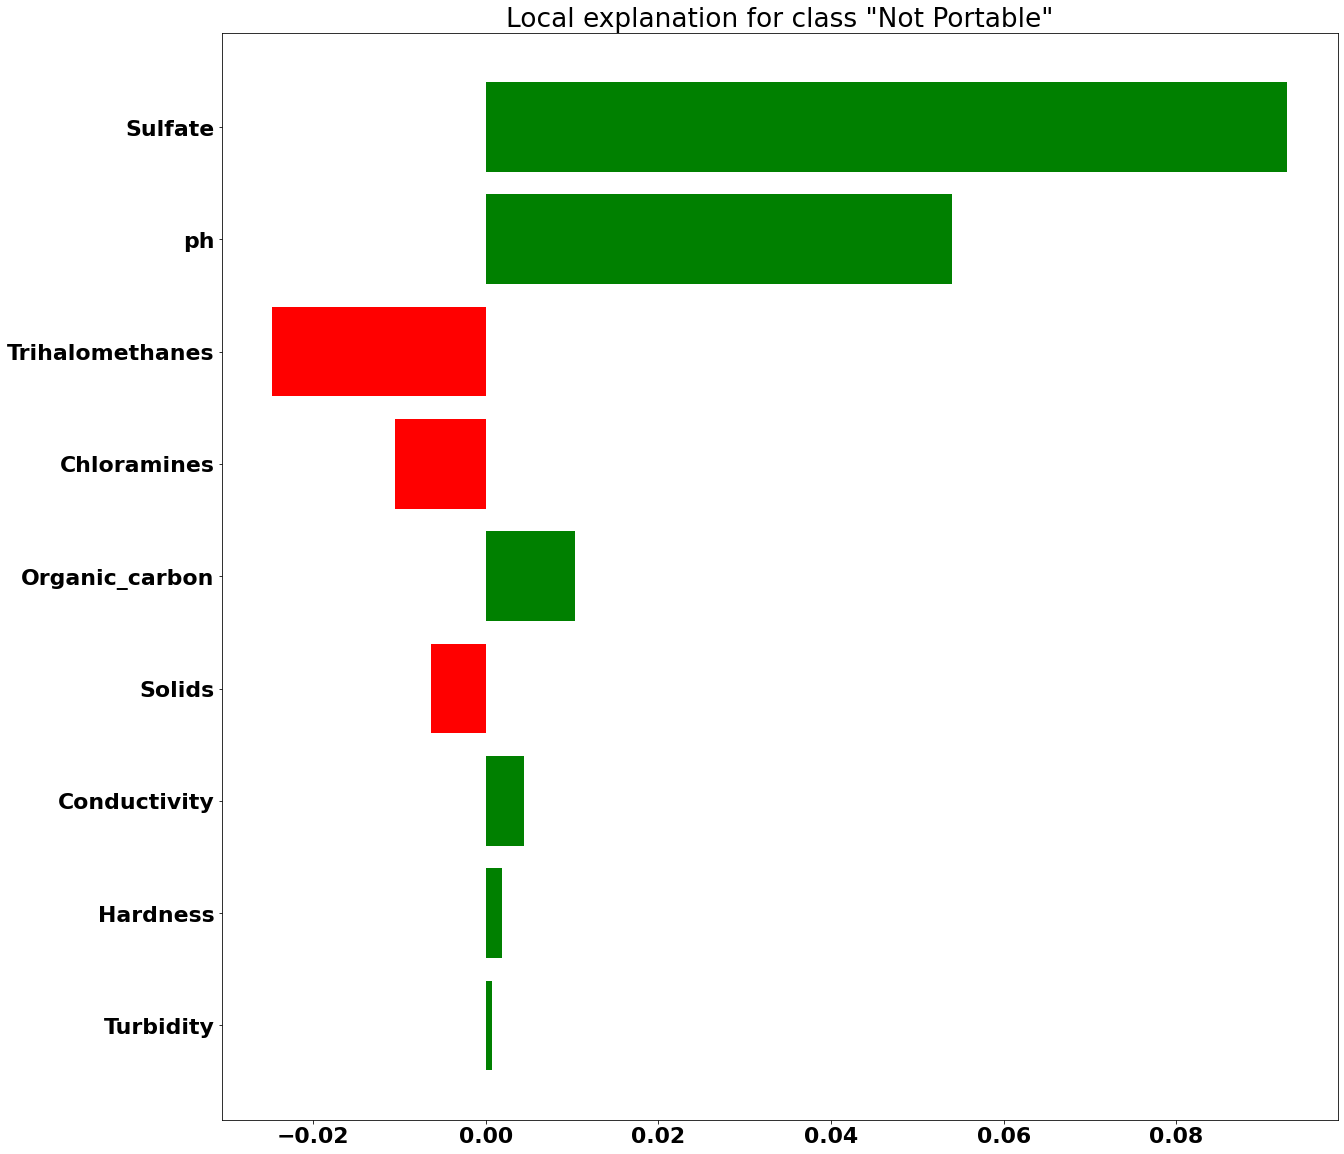 Local explanation for class "Not Portable"
Sulfate
ph
Trihalomethanes
Chloramines
Organic_carbon
Solids
Conductivity
Hardness
Turbidity
−0.02 0.00 0.02 0.04 0.06 0.08